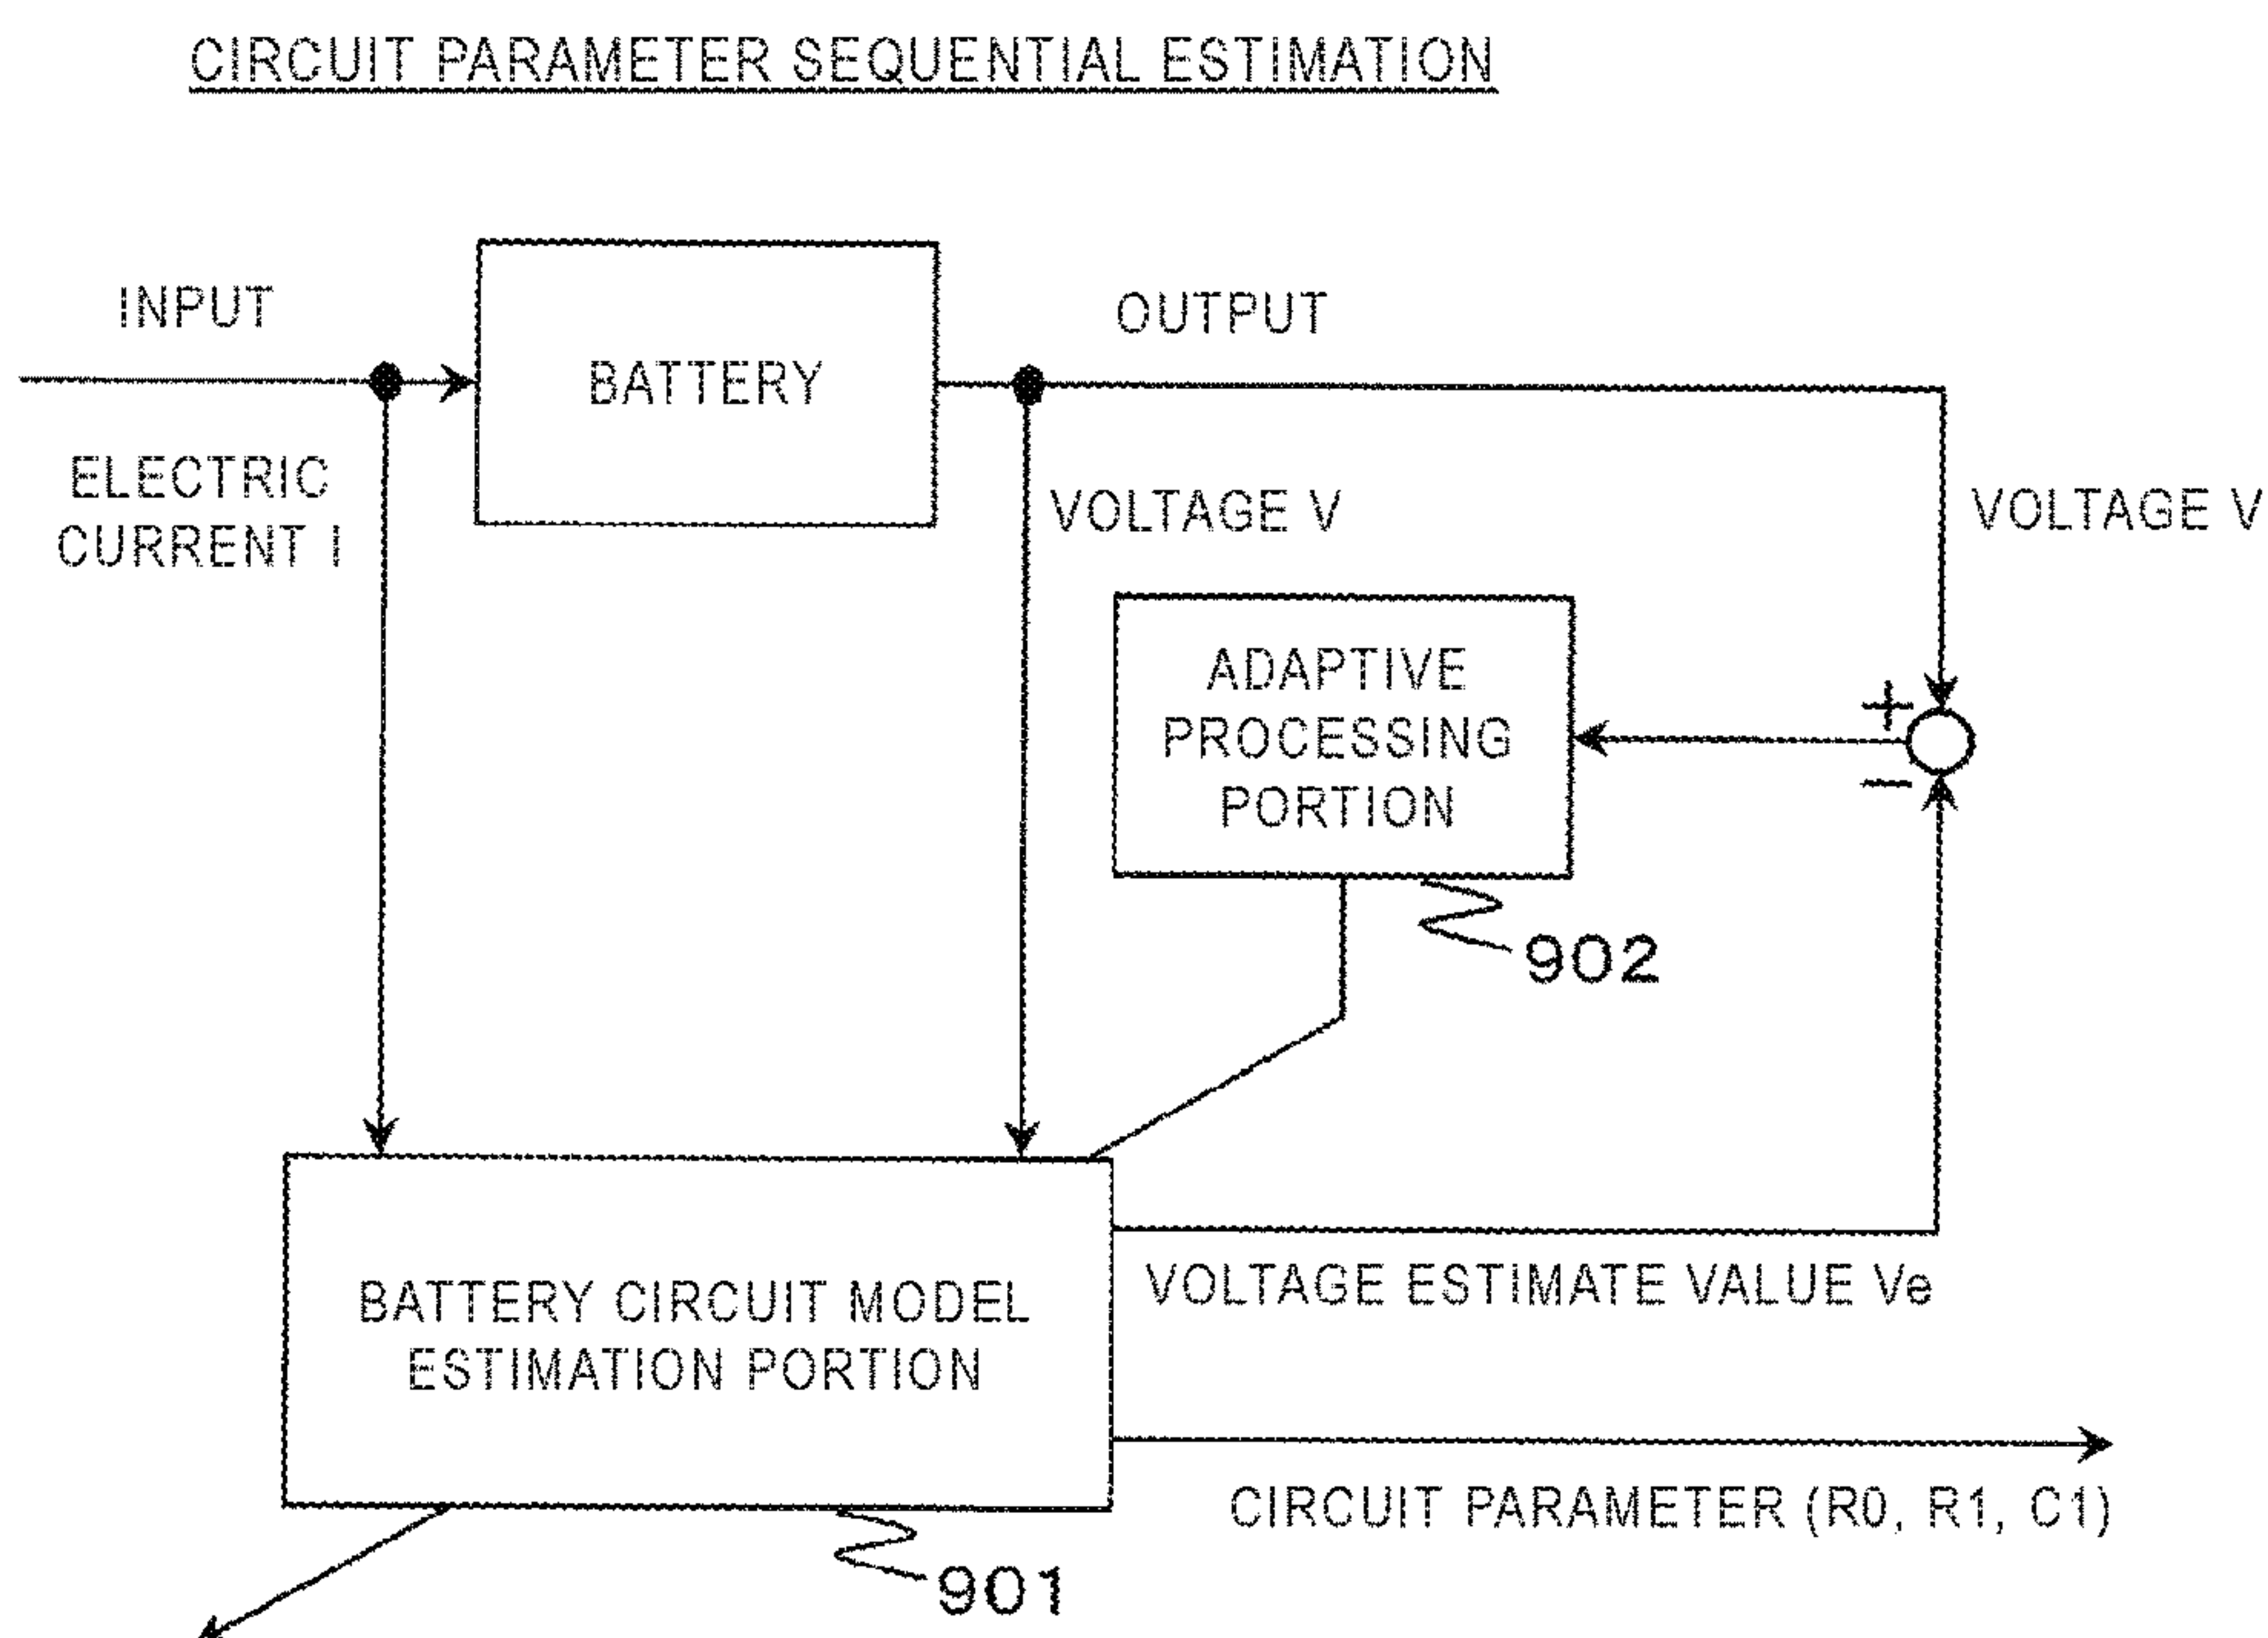 CIRCUIT PARAMETER SEQUENTIAL ESTIMATION
INPUT
BATTERY
OUTPUT
ELECTRIC
CURRENT I
VOLTAGE V
VOLTAGE V
ADAPTIVE
PROCESSING
PORTION
+
−
902
BATTERY CIRCUIT MODEL
ESTIMATION PORTION
VOLTAGE ESTIMATE VALUE Ve
CIRCUIT PARAMETER (R0, R1, C1)
901